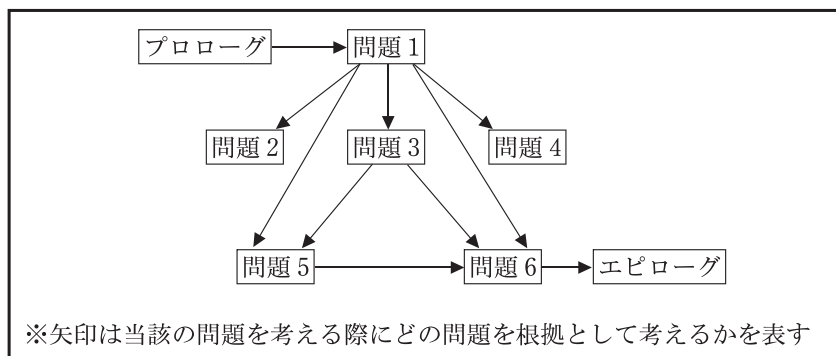 プロローグ
問題1
問題2
問題3
問題4
問題5
問題6
エピローグ
※矢印は当該の問題を考える際にどの問題を根拠として考えるかを表す